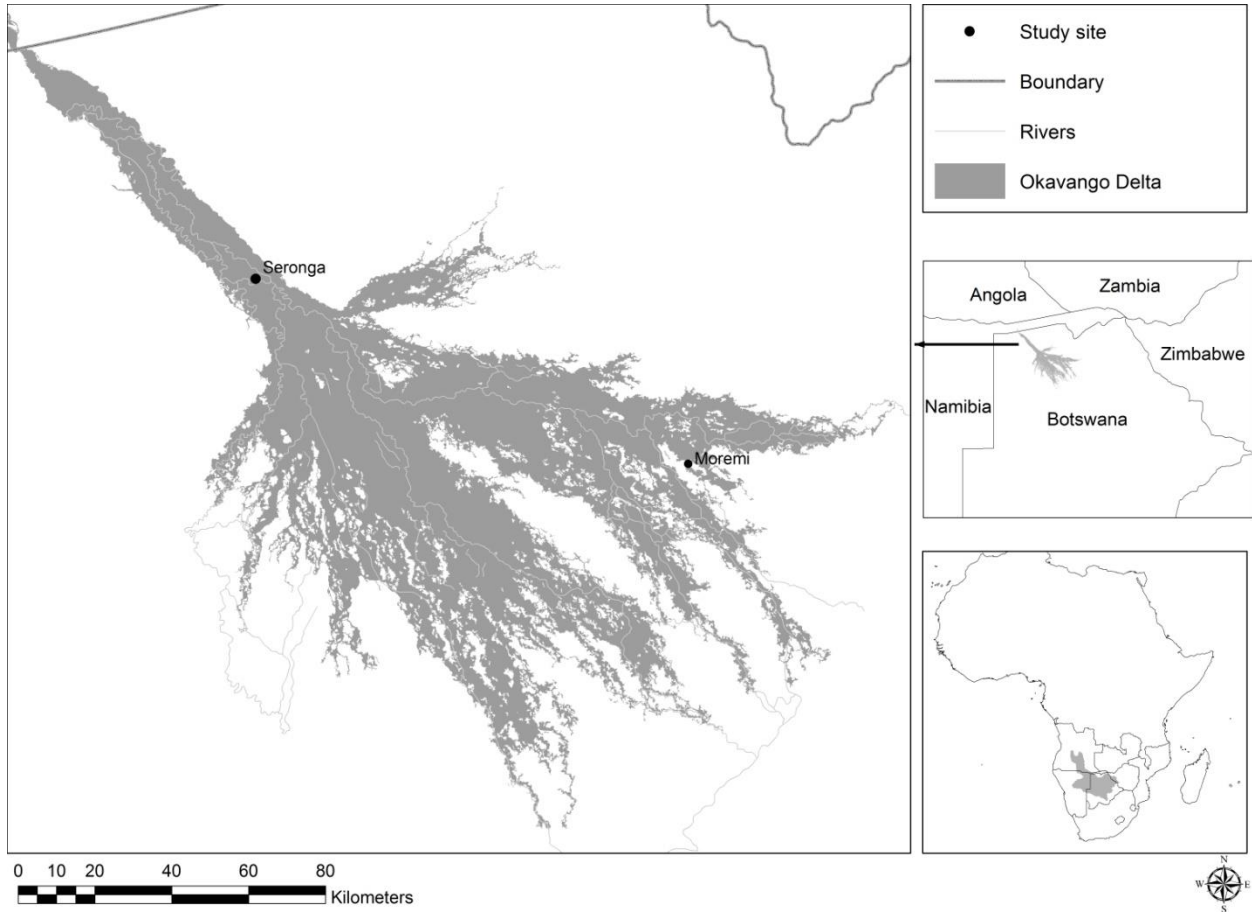 Study site
Boundary
Rivers
Okavango Delta
Seronga
Moremi
Angola
Zambia
Zimbabwe
Namibia
Botswana
0 10 20 40 60 80
Kilometers
N
W E
S